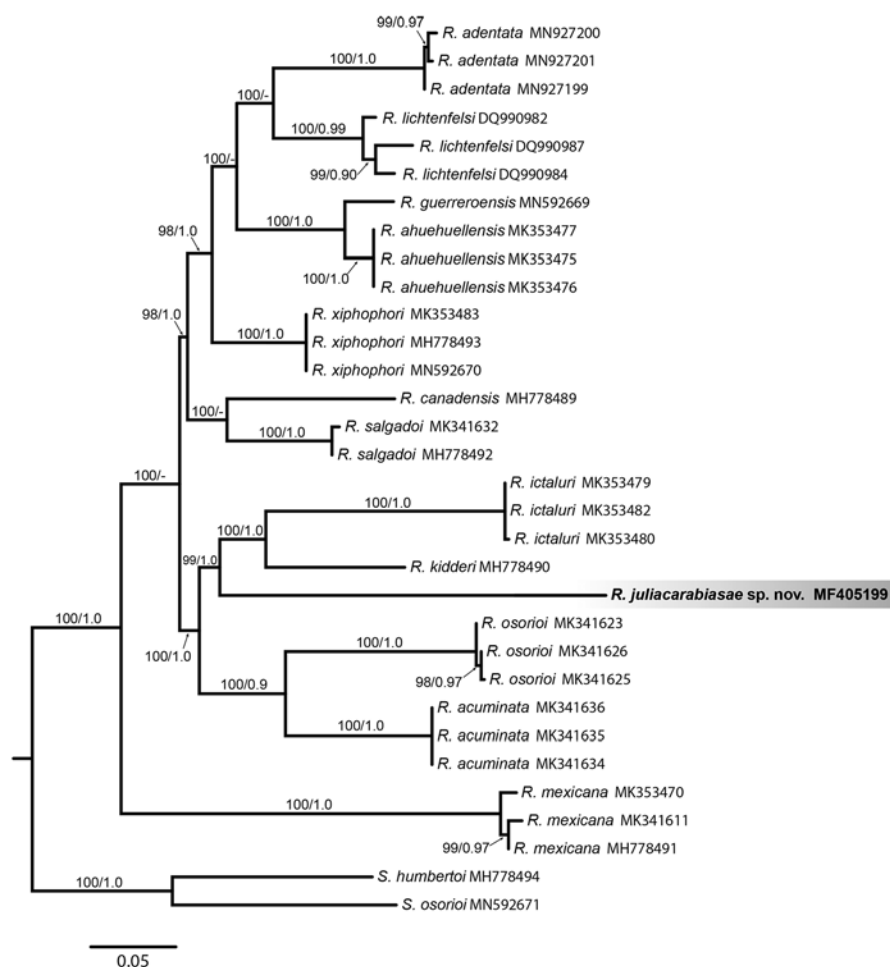 99/0.97
R. adentata MN927200
R. adentata MN927201
100/1.0
R. adentata MN927199
100/-
R. lichtenfelsi DQ990982
100/0.99
R. lichtenfelsi DQ990987
100/-
99/0.90
R. lichtenfelsi DQ990984
R. guerreroensis MN592669
98/1.0
100/1.0
R. ahuehuellensis MK353477
R. ahuehuellensis MK353475
100/1.0
R. ahuehuellensis MK353476
R. xiphophori MK353483
98/1.0
100/1.0
R. xiphophori MH778493
R. xiphophori MN592670
R. canadensis MH778489
100/-
R. salgadoi MK341632
100/1.0
R. salgadoi MH778492
100/-
R. ictaluri MK353479
100/1.0
R. ictaluri MK353482
100/1.0
R. ictaluri MK353480
99/1.0
R. kidderi MH778490
R. juliacarabiasae sp. nov. MF405199
100/1.0
R. osorioi MK341623
100/1.0
R. osorioi MK341626
100/1.0
98/0.97
R. osorioi MK341625
100/0.9
R. acuminata MK341636
100/1.0
R. acuminata MK341635
R. acuminata MK341634
R. mexicana MK353470
100/1.0
R. mexicana MK341611
99/0.97
R. mexicana MH778491
S. humbertoi MH778494
100/1.0
S. osorioi MN592671
0.05